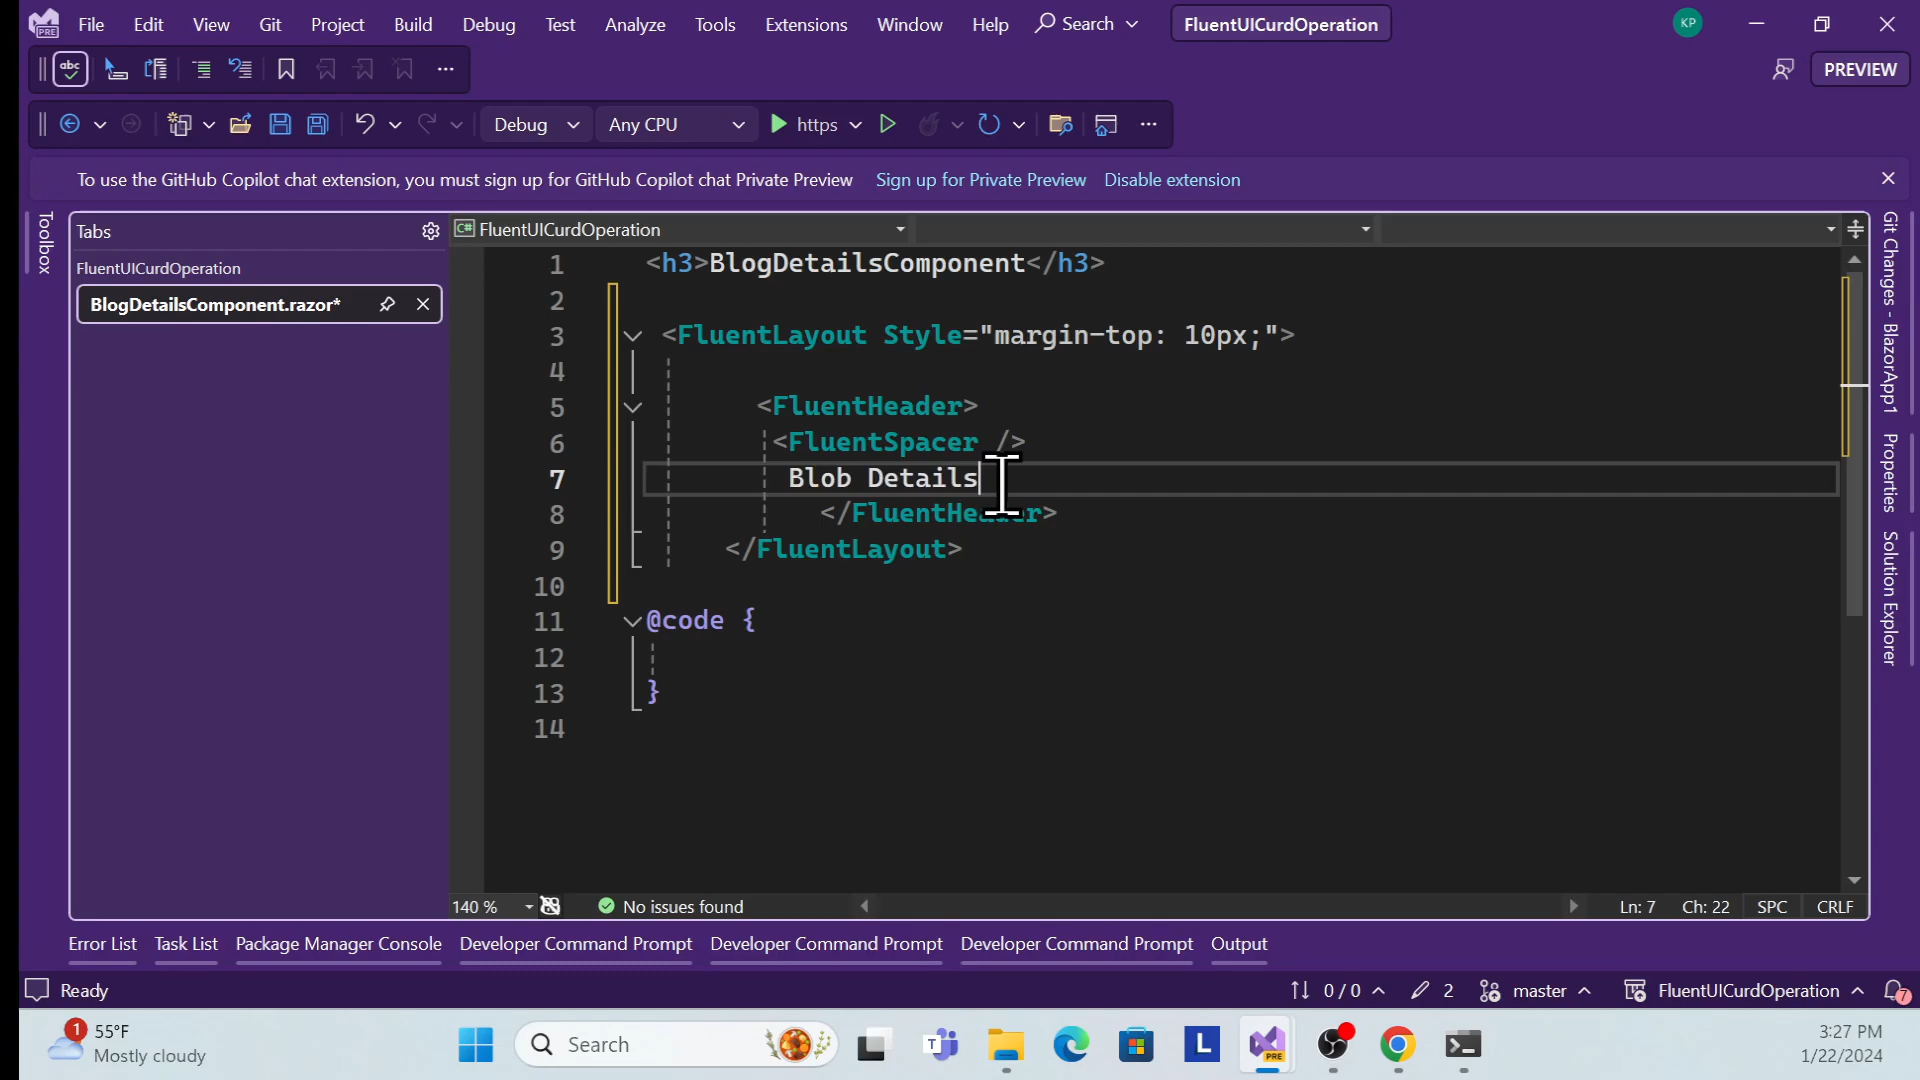 File Edit View Git Project Build Debug Test Analyze Tools Extensions Window Help Search FluentUICurdOperation KP
PRE
abc PREVIEW
Debug Any CPU https
To use the GitHub Copilot chat extension, you must sign up for GitHub Copilot chat Private Preview Sign up for Private Preview Disable extension
Toolbox
Tabs
FluentUICurdOperation
BlogDetailsComponent.razor*
C# FluentUICurdOperation
1 <h3>BlogDetailsComponent</h3>
2
3 <FluentLayout Style="margin-top: 10px;">
4
5 <FluentHeader>
6 <FluentSpacer />
7 Blob Details
8 </FluentHeader>
9 </FluentLayout>
10
11 @code {
12
13 }
14
Git Changes - BlazorApp1
Properties
Solution Explorer
140 % No issues found Ln: 7 Ch: 22 SPC CRLF
Error List Task List Package Manager Console Developer Command Prompt Developer Command Prompt Developer Command Prompt Output
Ready 0 / 0 2 master FluentUICurdOperation 7
1 55°F
Mostly cloudy
Search
T
L
PRE
3:27 PM
1/22/2024